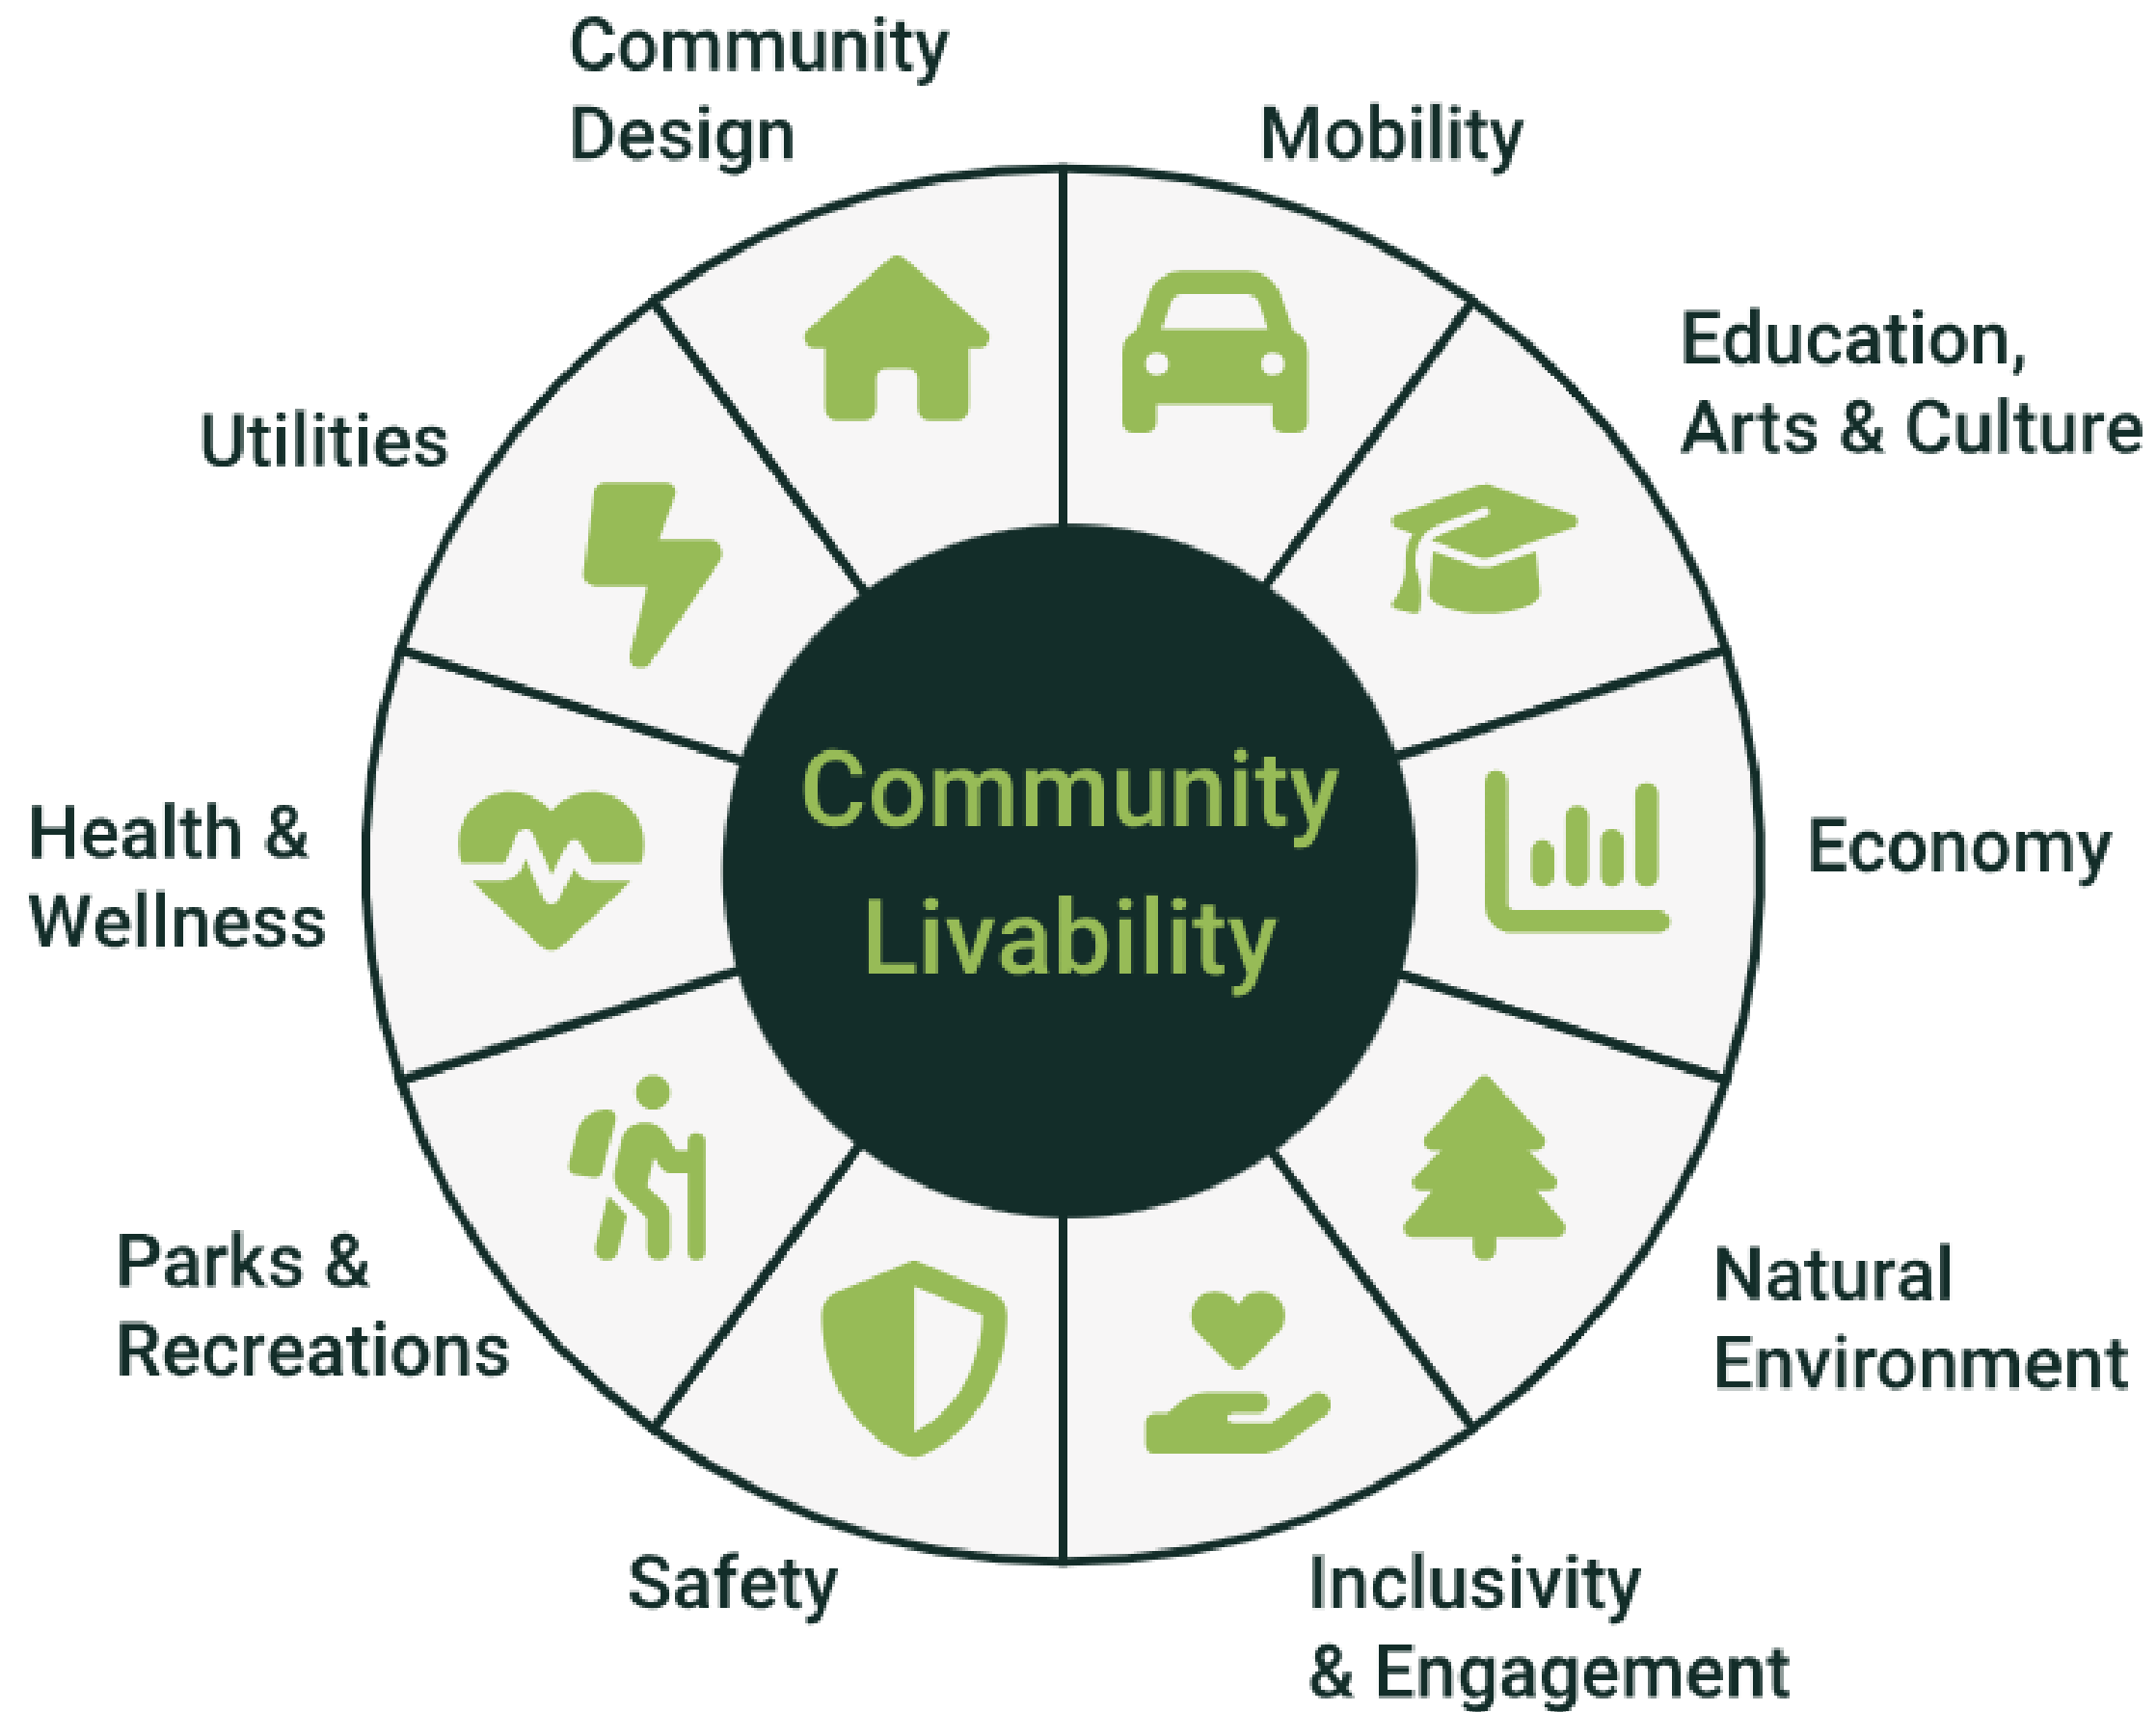 Community
Design
Mobility
Education,
Arts & Culture
Utilities
Economy
Health &
Wellness
Community
Livability
Natural
Environment
Parks &
Recreations
Safety
Inclusivity
& Engagement